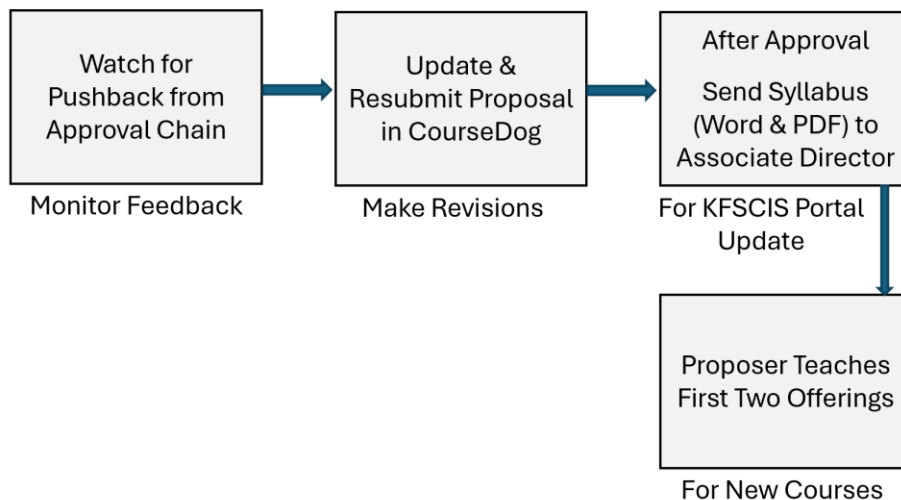 Watch for
Pushback from
Approval Chain
Monitor Feedback
Update &
Resubmit Proposal
in CourseDog
Make Revisions
After Approval
Send Syllabus
(Word & PDF) to
Associate Director
For KFSCIS Portal
Update
Proposer Teaches
First Two Offerings
For New Courses